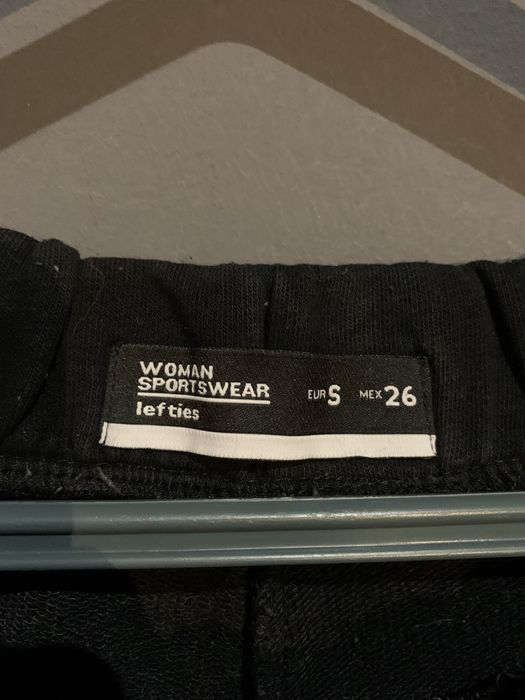 WOMAN
SPORTSWEAR
lefties
EUR S MEX 26